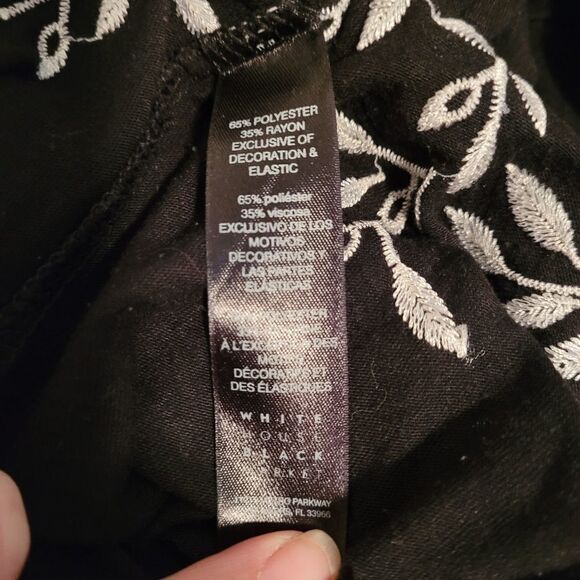 65% POLYESTER
35% RAYON
EXCLUSIVE OF
DECORATION &
ELASTIC
65% poliéster
35% viscosa
EXCLUSIVO DE LOS
MOTIVOS
DECORATIVOS Y
LAS PARTES
ELÁSTICAS
À L'EXCEPTION DES
DÉCORATIFS ET
DES ÉLASTIQUES
WHITE
HOUSE
BLACK
MARKET
PARKWAY
FL 33966